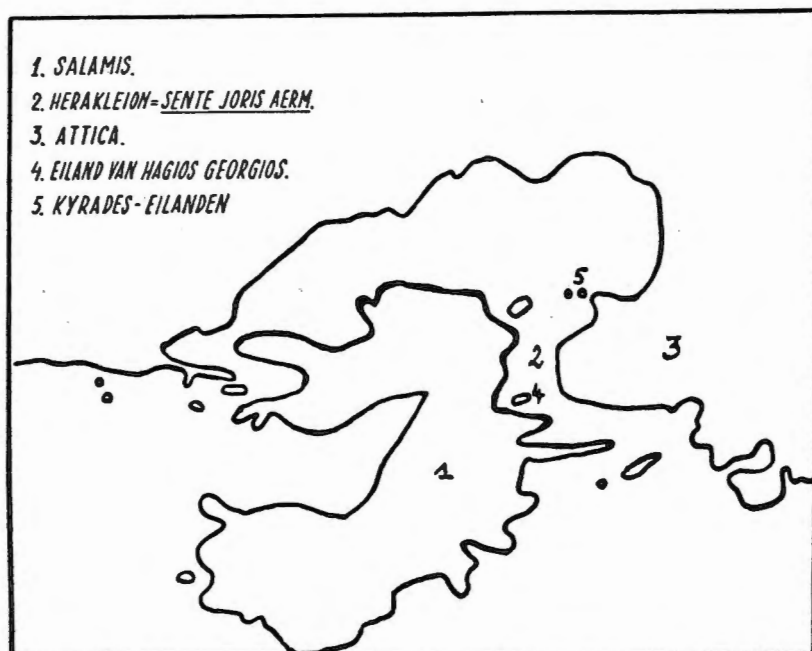 1. SALAMIS.
2. HERAKLEION=SENTE JORIS AERM.
3. ATTICA.
4. EILAND VAN HAGIOS GEORGIOS.
5. KYRADES-EILANDEN
5
2
3
4
1